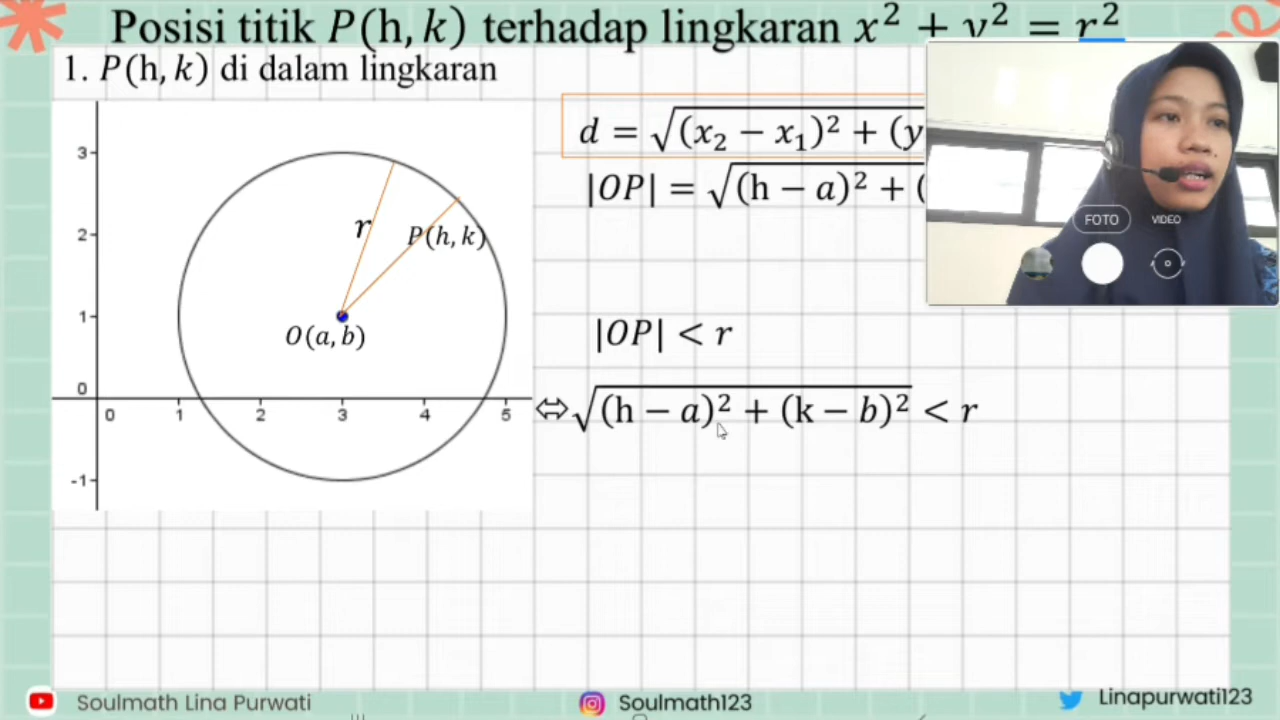 Posisi titik P(h, k) terhadap lingkaran x² + y² = r²
1. P(h, k) di dalam lingkaran
3
2
1
0
-1
0 1 2 3 4 5
r
P(h, k)
O(a, b)
d = √(x₂ − x₁)² + (y
|OP| = √(h − a)² + (
|OP| < r
⇔ √(h − a)² + (k − b)² < r
FOTO VIDEO
Soulmath Lina Purwati
Soulmath123
Linapurwati123